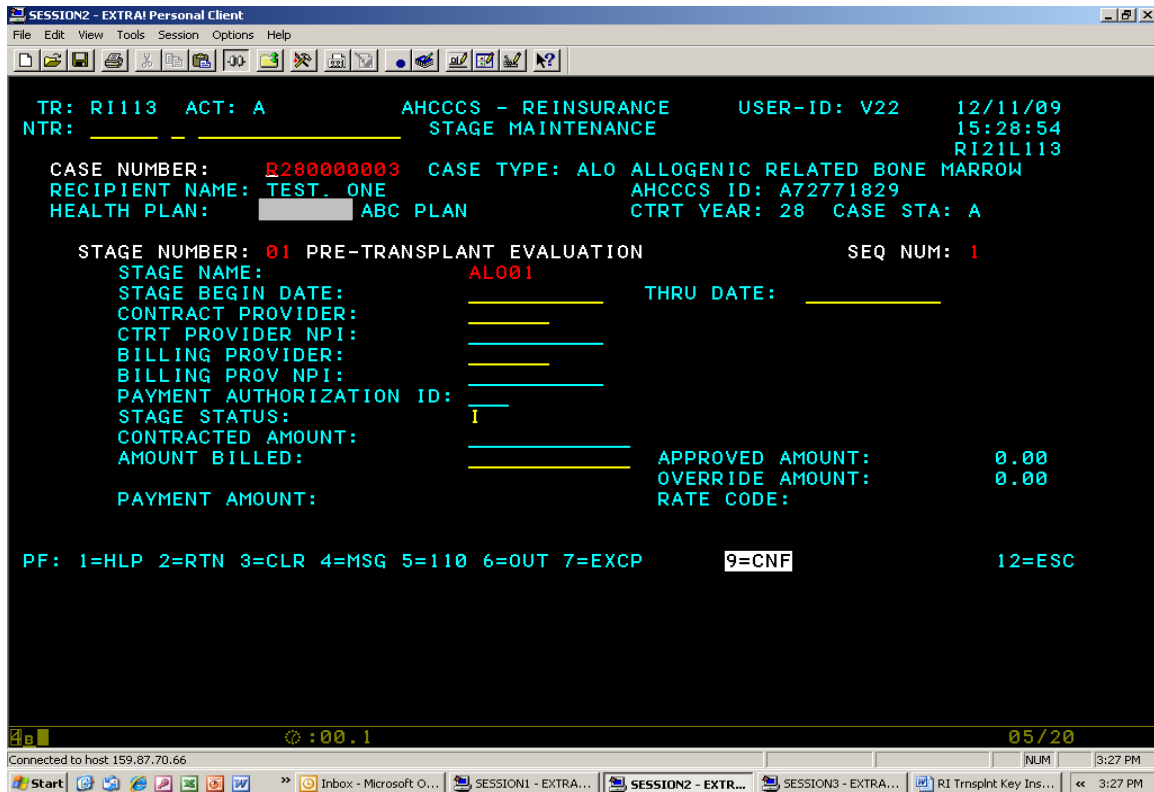 SESSION2 - EXTRA! Personal Client
File Edit View Tools Session Options Help
TR: RI113 ACT: A AHCCCS - REINSURANCE USER-ID: V22 12/11/09
NTR: STAGE MAINTENANCE 15:28:54
RI21L113
CASE NUMBER: R280000003 CASE TYPE: ALO ALLOGENIC RELATED BONE MARROW
RECIPIENT NAME: TEST. ONE AHCCCS ID: A72771829
HEALTH PLAN: ABC PLAN CTRT YEAR: 28 CASE STA: A
STAGE NUMBER: 01 PRE-TRANSPLANT EVALUATION SEQ NUM: 1
STAGE NAME: ALO01
STAGE BEGIN DATE: THRU DATE:
CONTRACT PROVIDER:
CTRT PROVIDER NPI:
BILLING PROVIDER:
BILLING PROV NPI:
PAYMENT AUTHORIZATION ID:
STAGE STATUS: I
CONTRACTED AMOUNT:
AMOUNT BILLED: APPROVED AMOUNT: 0.00
OVERRIDE AMOUNT: 0.00
PAYMENT AMOUNT: RATE CODE:
PF: 1=HLP 2=RTN 3=CLR 4=MSG 5=110 6=OUT 7=EXCP 9=CNF 12=ESC
4B :00.1 05/20
Connected to host 159.87.70.66 NUM 3:27 PM
Start » Inbox - Microsoft O... SESSION1 - EXTRA... SESSION2 - EXTR... SESSION3 - EXTRA... RI Trnsplnt Key Ins... « 3:27 PM